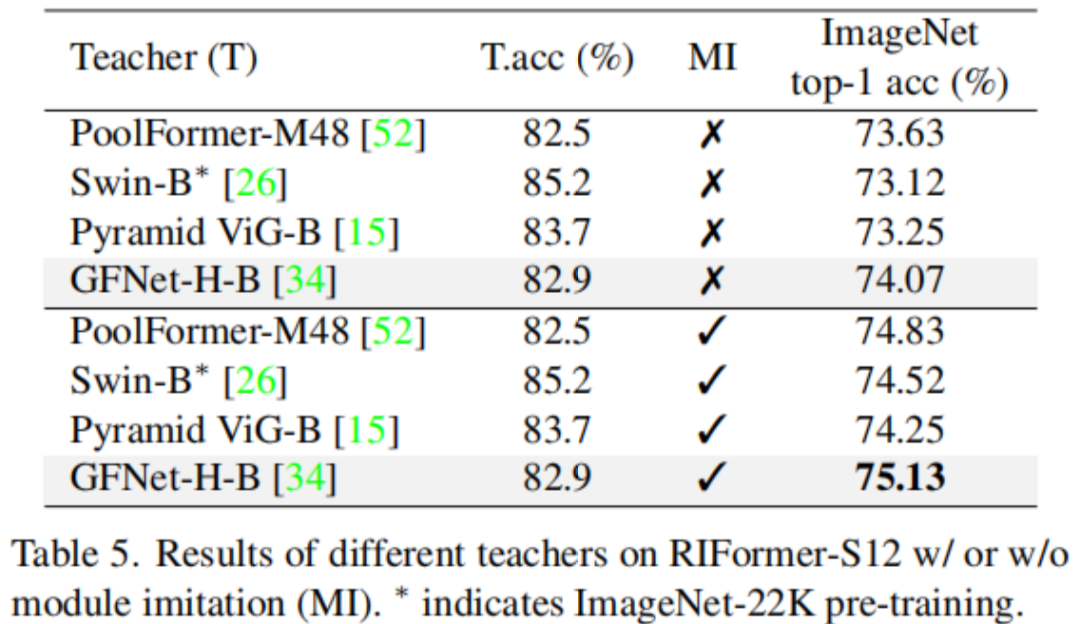 Teacher (T) T.acc (%) MI ImageNet top-1 acc (%)
PoolFormer-M48 [52] 82.5 ✗ 73.63
Swin-B* [26] 85.2 ✗ 73.12
Pyramid ViG-B [15] 83.7 ✗ 73.25
GFNet-H-B [34] 82.9 ✗ 74.07
PoolFormer-M48 [52] 82.5 ✓ 74.83
Swin-B* [26] 85.2 ✓ 74.52
Pyramid ViG-B [15] 83.7 ✓ 74.25
GFNet-H-B [34] 82.9 ✓ 75.13
Table 5. Results of different teachers on RIFormer-S12 w/ or w/o
module imitation (MI). * indicates ImageNet-22K pre-training.